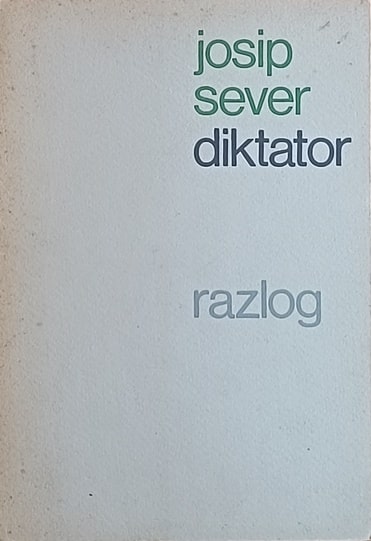 josip
sever
diktator
razlog